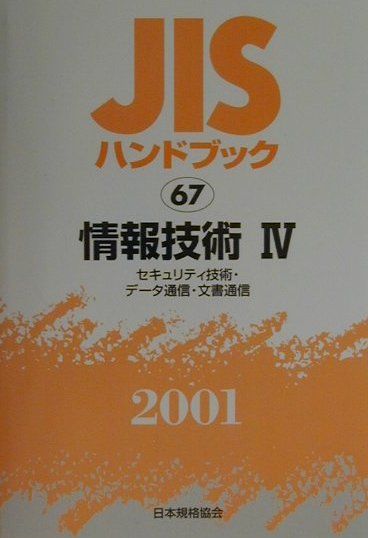 JIS
ハンドブック
67
情報技術 IV
セキュリティ技術・
データ通信・文書通信
2001
日本規格協会